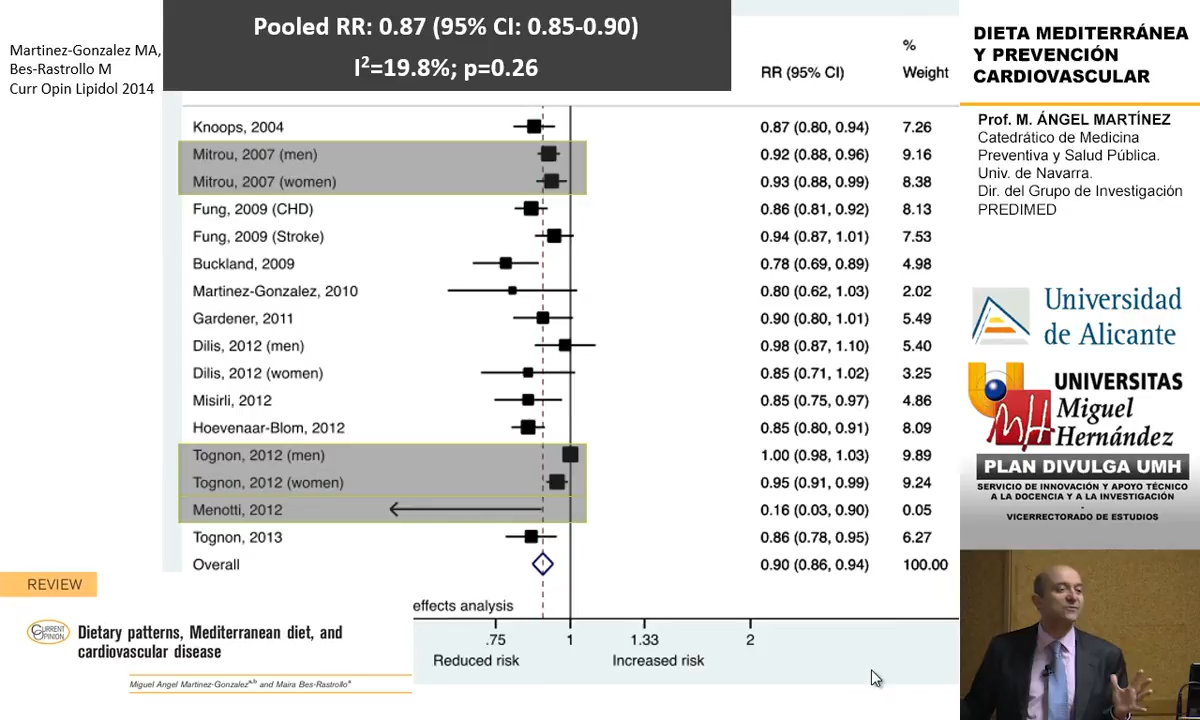 Martinez-Gonzalez MA,
Bes-Rastrollo M
Curr Opin Lipidol 2014
Pooled RR: 0.87 (95% CI: 0.85-0.90)
I²=19.8%; p=0.26
%
RR (95% CI) Weight
Knoops, 2004 0.87 (0.80, 0.94) 7.26
Mitrou, 2007 (men) 0.92 (0.88, 0.96) 9.16
Mitrou, 2007 (women) 0.93 (0.88, 0.99) 8.38
Fung, 2009 (CHD) 0.86 (0.81, 0.92) 8.13
Fung, 2009 (Stroke) 0.94 (0.87, 1.01) 7.53
Buckland, 2009 0.78 (0.69, 0.89) 4.98
Martinez-Gonzalez, 2010 0.80 (0.62, 1.03) 2.02
Gardener, 2011 0.90 (0.80, 1.01) 5.49
Dilis, 2012 (men) 0.98 (0.87, 1.10) 5.40
Dilis, 2012 (women) 0.85 (0.71, 1.02) 3.25
Misirli, 2012 0.85 (0.75, 0.97) 4.86
Hoevenaar-Blom, 2012 0.85 (0.80, 0.91) 8.09
Tognon, 2012 (men) 1.00 (0.98, 1.03) 9.89
Tognon, 2012 (women) 0.95 (0.91, 0.99) 9.24
Menotti, 2012 0.16 (0.03, 0.90) 0.05
Tognon, 2013 0.86 (0.78, 0.95) 6.27
Overall 0.90 (0.86, 0.94) 100.00
effects analysis
.75 1 1.33 2
Reduced risk Increased risk
REVIEW
CURRENT
OPINION
Dietary patterns, Mediterranean diet, and
cardiovascular disease
Miguel Angel Martinez-Gonzalezᵃ,ᵇ and Maira Bes-Rastrolloᵃ
DIETA MEDITERRÁNEA
Y PREVENCIÓN
CARDIOVASCULAR
Prof. M. ÁNGEL MARTÍNEZ
Catedrático de Medicina
Preventiva y Salud Pública.
Univ. de Navarra.
Dir. del Grupo de Investigación
PREDIMED
Universitat
de Alicante
UNIVERSITAS
Miguel
Hernández
PLAN DIVULGA UMH
SERVICIO DE INNOVACIÓN Y APOYO TÉCNICO
A LA DOCENCIA Y A LA INVESTIGACIÓN
-
VICERRECTORADO DE ESTUDIOS